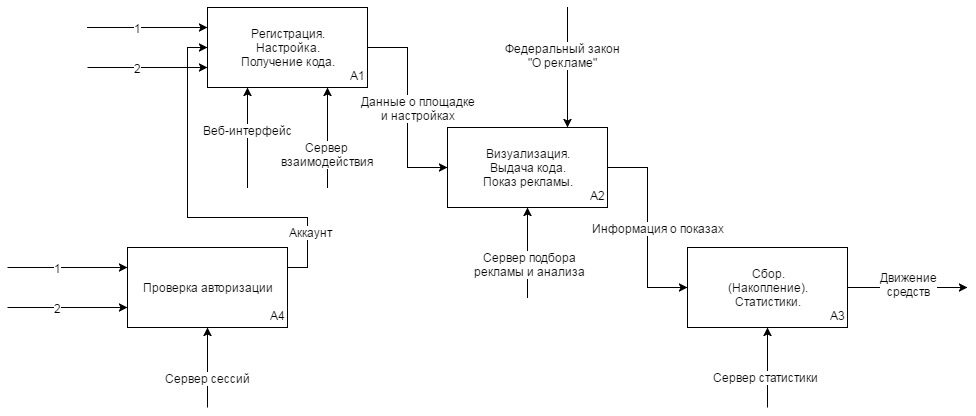 1
2
Регистрация.
Настройка.
Получение кода.
A1
Веб-интерфейс
Сервер
взаимодействия
Данные о площадке
и настройках
Федеральный закон
"О рекламе"
Визуализация.
Выдача кода.
Показ рекламы.
A2
Сервер подбора
рекламы и анализа
Информация о показах
Аккаунт
1
2
Проверка авторизации
A4
Сервер сессий
Сбор.
(Накопление).
Статистики.
A3
Движение
средств
Сервер статистики